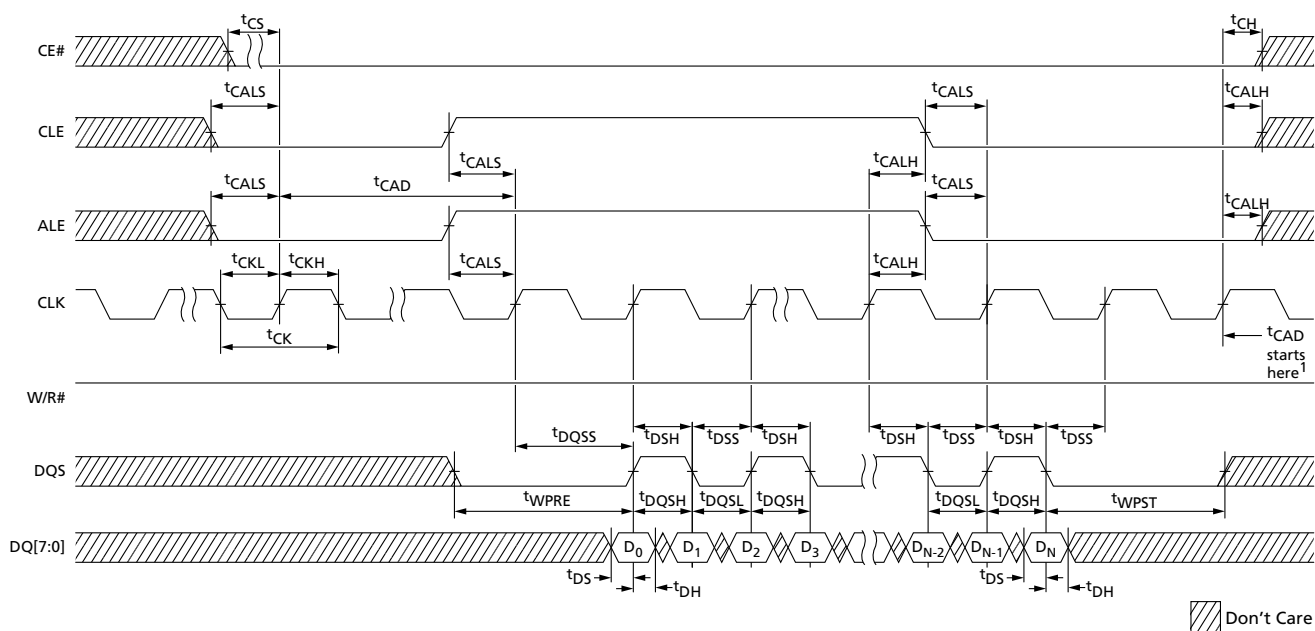 tCS tCH
CE#
tCALS tCALS tCALH
CLE
tCALS tCALH
tCALS tCAD tCALS tCALH
ALE
tCKL tCKH tCALS tCALH
CLK
tCK tCAD
starts
here1
W/R#
tDQSS tDSH tDSS tDSH tDSH tDSS tDSH tDSS
DQS
tWPRE tDQSH tDQSL tDQSH tDQSL tDQSH tWPST
DQ[7:0] D0 D1 D2 D3 DN-2 DN-1 DN
tDS tDH tDS tDH
Don't Care